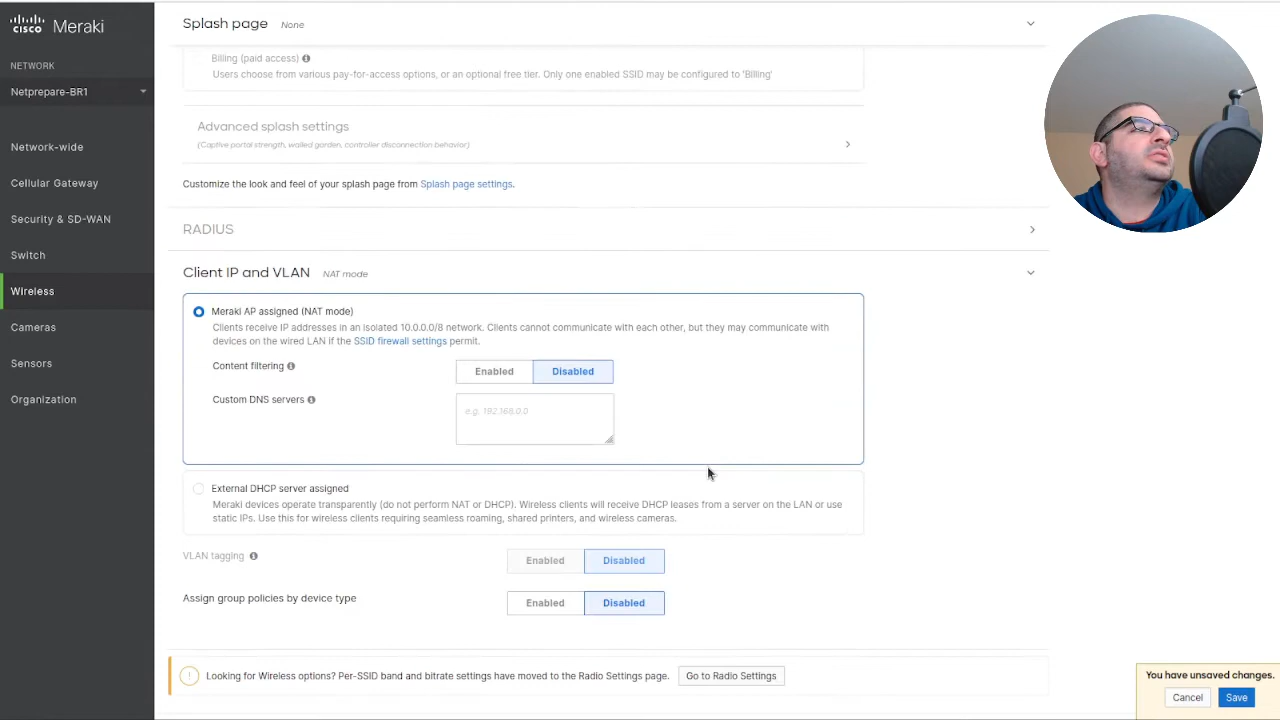 cisco Meraki
NETWORK
Netprepare-BR1
Network-wide
Cellular Gateway
Security & SD-WAN
Switch
Wireless
Cameras
Sensors
Organization
Splash page None
Billing (paid access)
Users choose from various pay-for-access options, or an optional free tier. Only one enabled SSID may be configured to 'Billing'
Advanced splash settings
(Captive portal strength, walled garden, controller disconnection behavior)
Customize the look and feel of your splash page from Splash page settings.
RADIUS
Client IP and VLAN NAT mode
Meraki AP assigned (NAT mode)
Clients receive IP addresses in an isolated 10.0.0.0/8 network. Clients cannot communicate with each other, but they may communicate with
devices on the wired LAN if the SSID firewall settings permit.
Content filtering Enabled Disabled
Custom DNS servers e.g. 192.168.0.0
External DHCP server assigned
Meraki devices operate transparently (do not perform NAT or DHCP). Wireless clients will receive DHCP leases from a server on the LAN or use
static IPs. Use this for wireless clients requiring seamless roaming, shared printers, and wireless cameras.
VLAN tagging Enabled Disabled
Assign group policies by device type Enabled Disabled
Looking for Wireless options? Per-SSID band and bitrate settings have moved to the Radio Settings page. Go to Radio Settings
You have unsaved changes.
Cancel Save